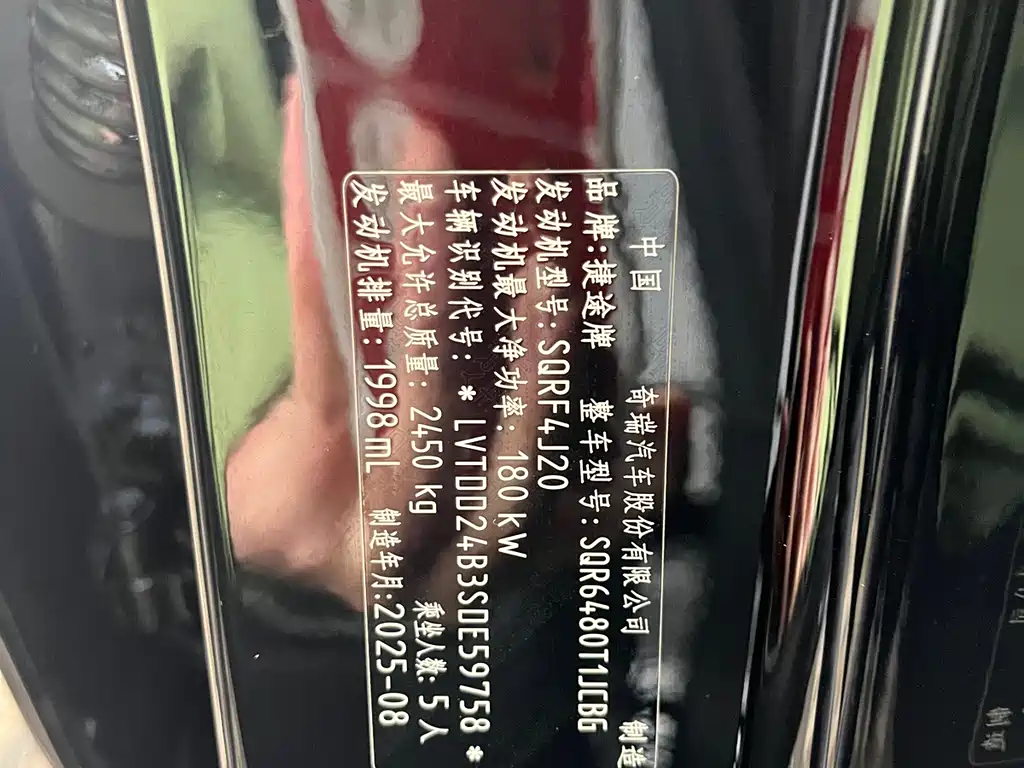 中国 奇瑞汽车股份有限公司 制造
品牌:捷途牌 整车型号:SQR6480T1JCBG
发动机型号:SQRF4J20
发动机最大净功率: 180 kW
车辆识别代号: * LVTDD24B3SDE59758 *
最大允许总质量: 2450 kg 乘坐人数: 5 人
发动机排量: 1998 mL 制造年月:2025-08